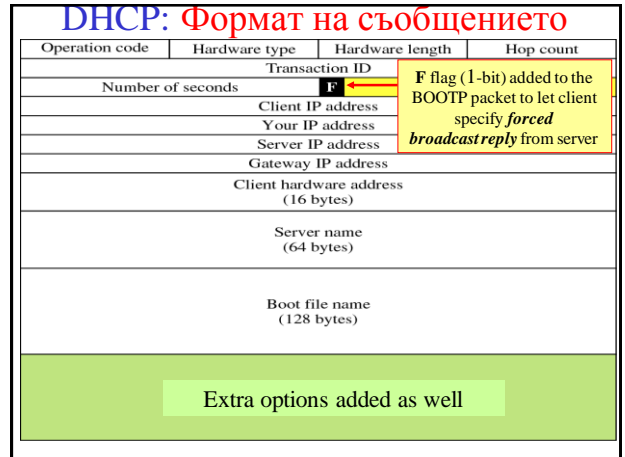 DHCP: Формат на съобщението
Operation code Hardware type Hardware length Hop count
Transaction ID
Number of seconds F
F flag (1-bit) added to the
BOOTP packet to let client
specify forced
broadcast reply from server
Client IP address
Your IP address
Server IP address
Gateway IP address
Client hardware address
(16 bytes)
Server name
(64 bytes)
Boot file name
(128 bytes)
Extra options added as well